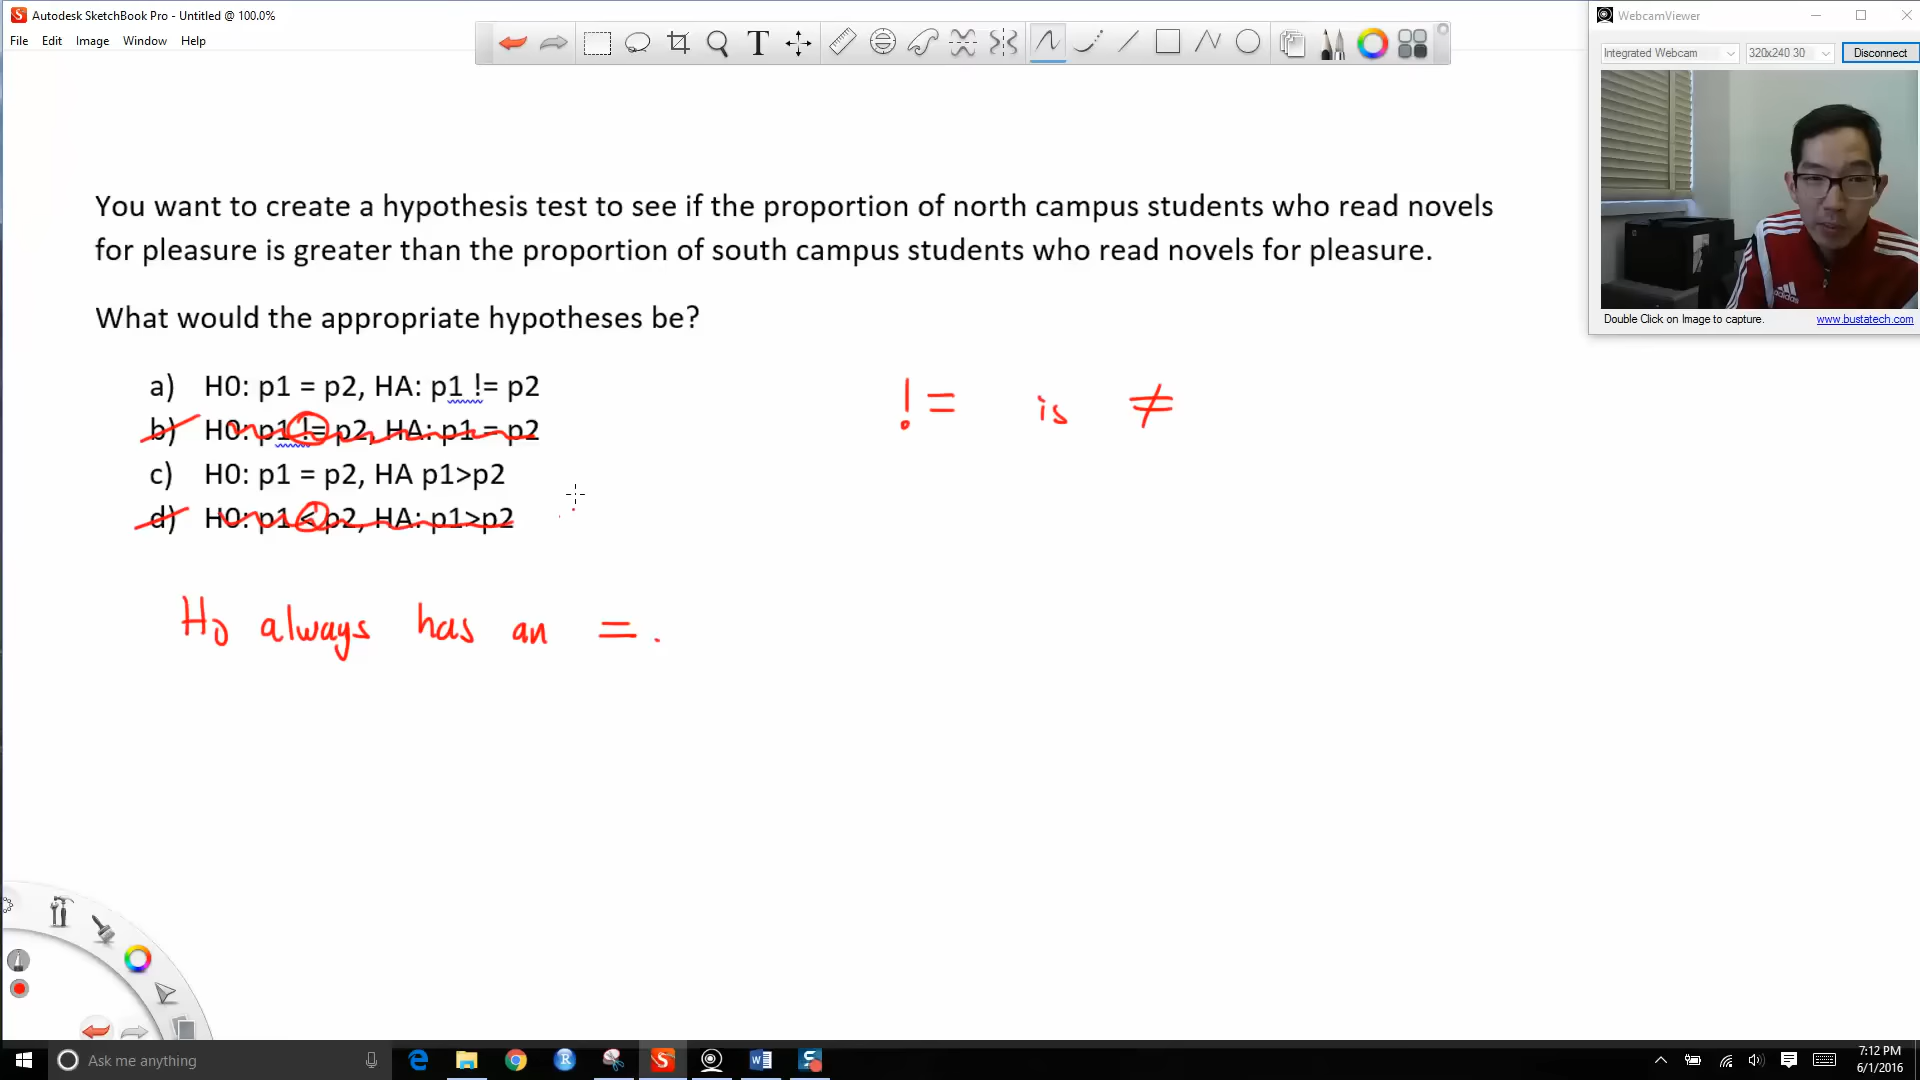 Autodesk SketchBook Pro - Untitled @ 100.0%
File Edit Image Window Help
T
WebcamViewer
Integrated Webcam 320x240 30 Disconnect
adidas
Double Click on Image to capture. www.bustatech.com
You want to create a hypothesis test to see if the proportion of north campus students who read novels
for pleasure is greater than the proportion of south campus students who read novels for pleasure.
What would the appropriate hypotheses be?
a) H0: p1 = p2, HA: p1 != p2
b) H0: p1 != p2, HA: p1 = p2
c) H0: p1 = p2, HA p1>p2
d) H0: p1 < p2, HA: p1>p2
!= is ≠
H0 always has an = .
Ask me anything
7:12 PM
6/1/2016